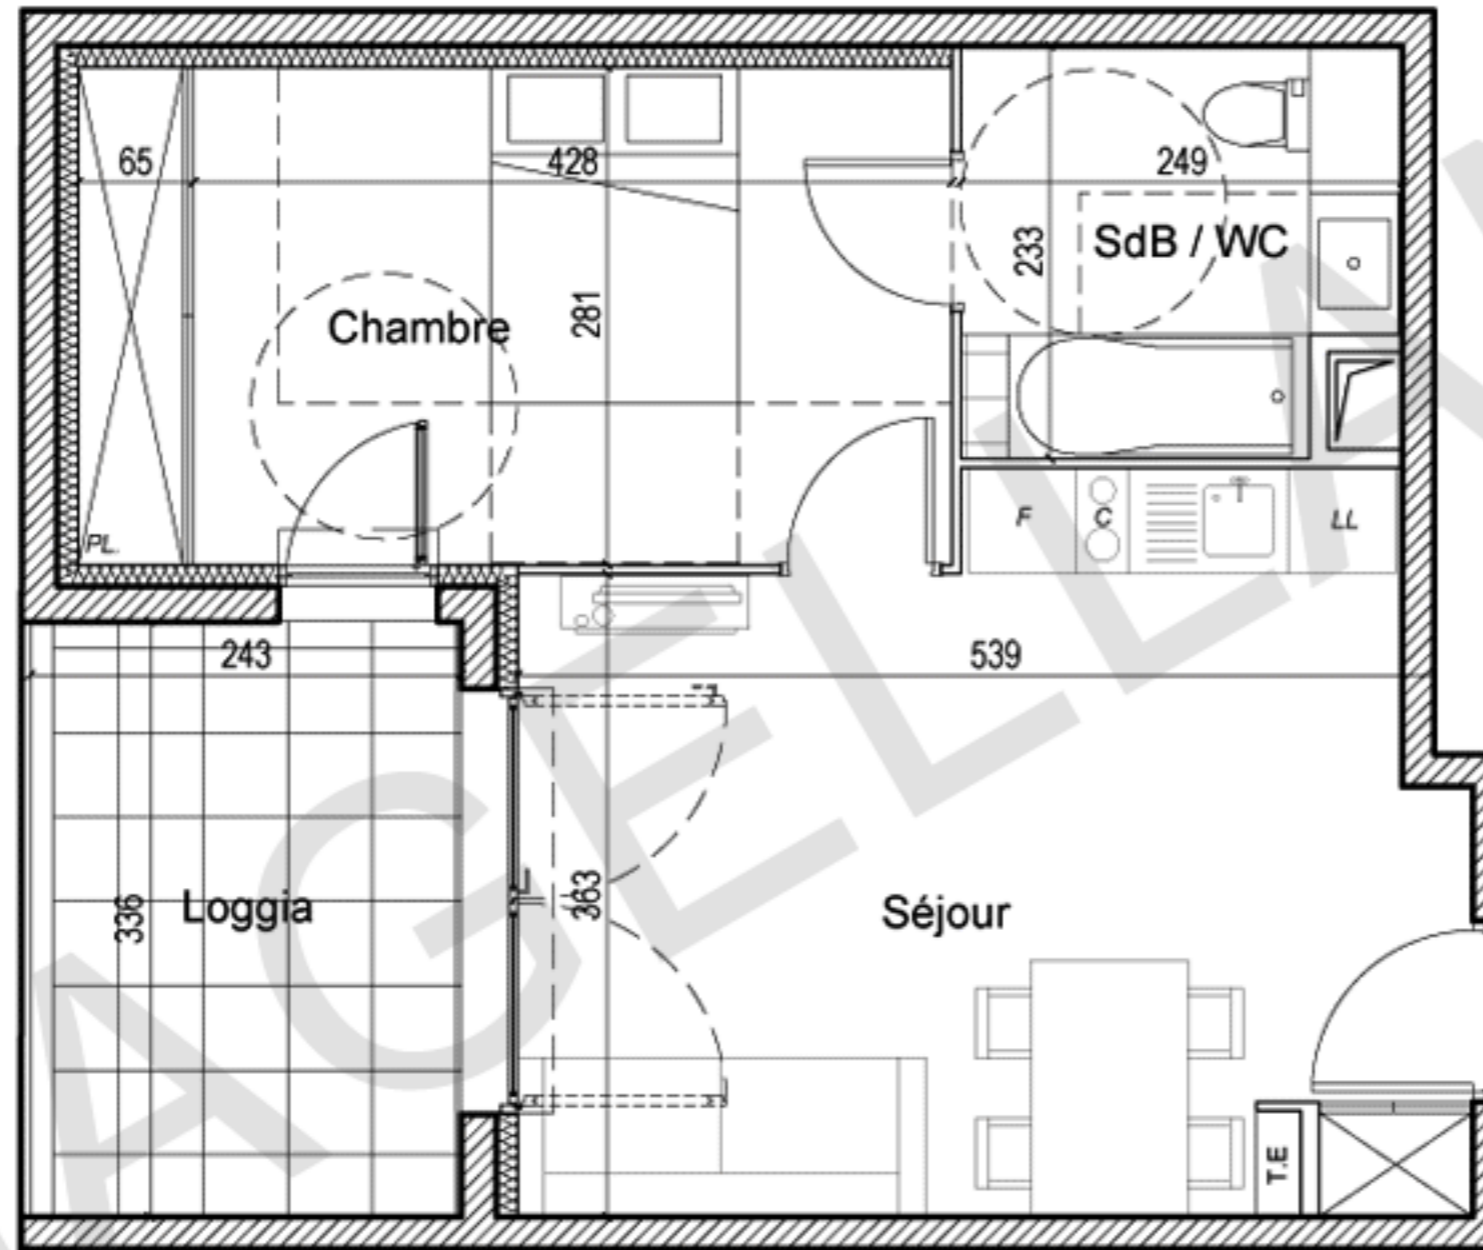 65
428
249
SdB / WC
233
Chambre
281
PL.
F
C
LL
243
539
336
Loggia
363
Séjour
T.E
AGELLA